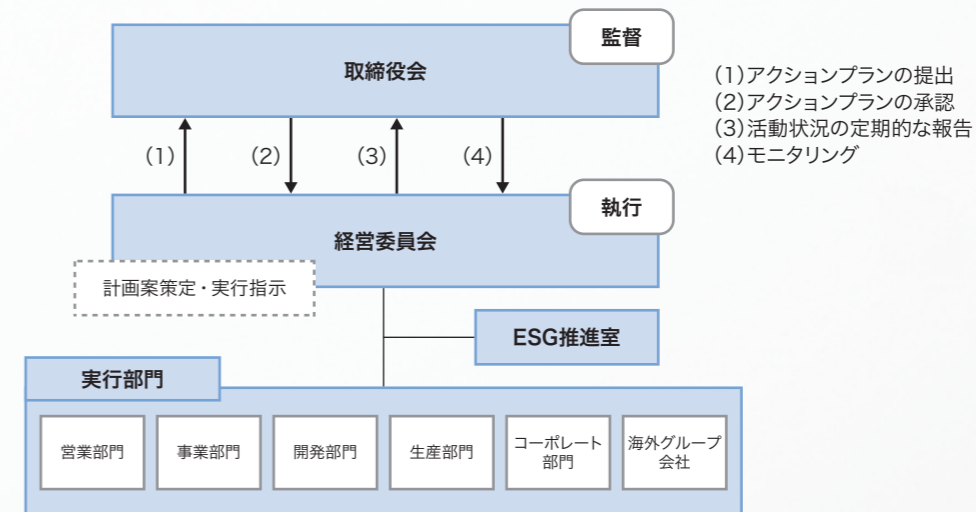 監督
取締役会
(1)アクションプランの提出
(2)アクションプランの承認
(3)活動状況の定期的な報告
(4)モニタリング
(1)
(2)
(3)
(4)
執行
経営委員会
計画案策定・実行指示
ESG推進室
実行部門
営業部門
事業部門
開発部門
生産部門
コーポレート
部門
海外グループ
会社